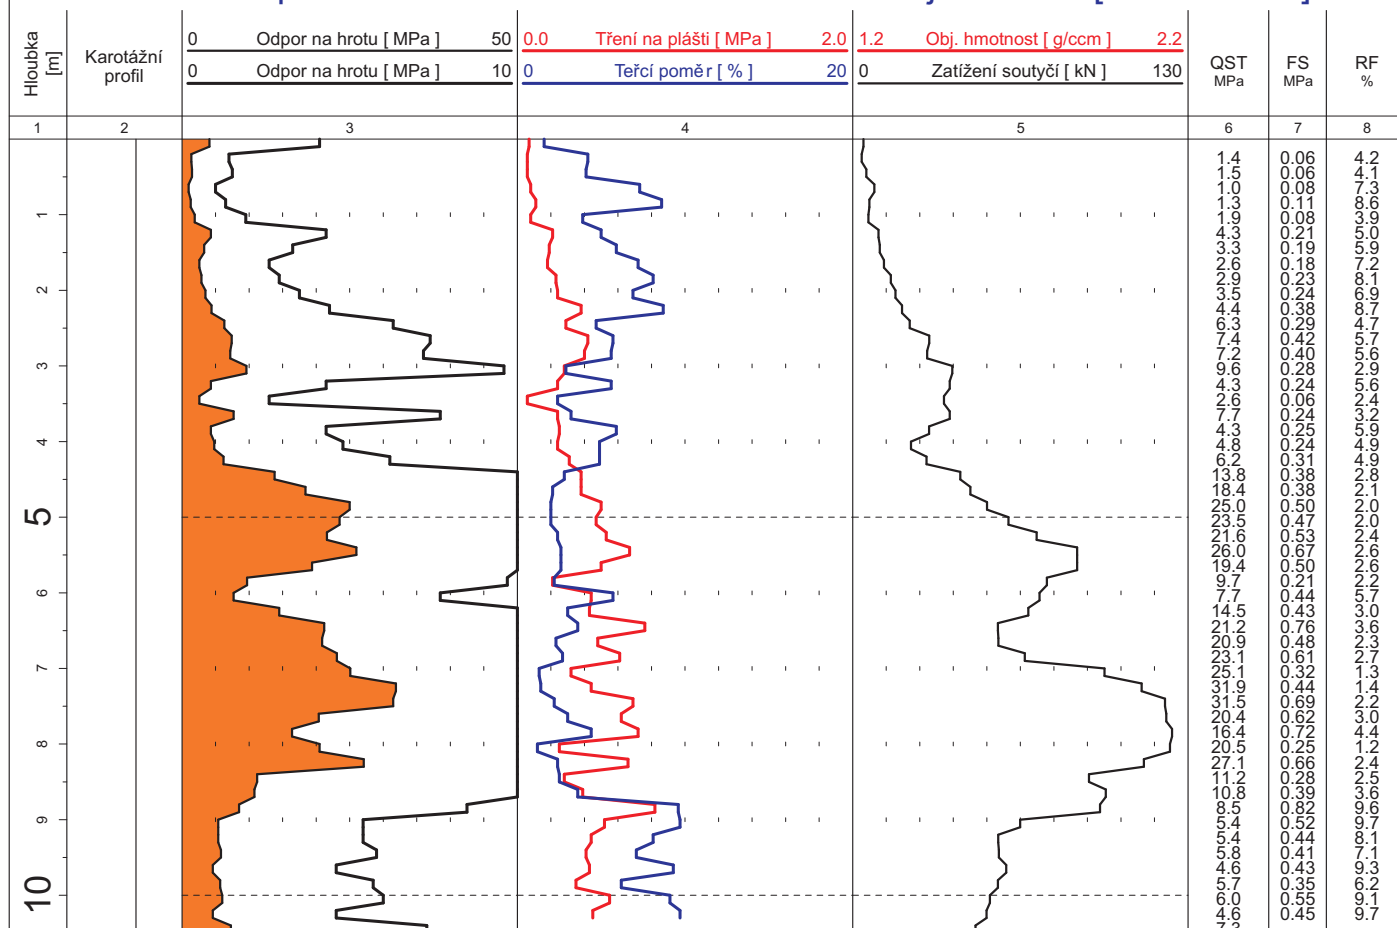 Hloubka [m]
Karotážní profil
0 Odpor na hrotu [ MPa ] 50
0 Odpor na hrotu [ MPa ] 10
0.0 Tření na plášti [ MPa ] 2.0
0 Teřcí poměr [ % ] 20
1.2 Obj. hmotnost [ g/ccm ] 2.2
0 Zatížení soutyčí [ kN ] 130
QST MPa
FS MPa
RF %
1 2 3 4 5 6 7 8
1.4 0.06 4.2
1.5 0.06 4.1
1.0 0.08 7.3
1.3 0.11 8.6
1 1.9 0.08 3.9
4.3 0.21 5.0
3.3 0.19 5.9
2.6 0.18 7.2
2.9 0.23 8.1
2 3.5 0.24 6.9
4.4 0.38 8.7
6.3 0.29 4.7
7.4 0.42 5.7
7.2 0.40 5.6
3 9.6 0.28 2.9
4.3 0.24 5.6
2.6 0.06 2.4
7.7 0.24 3.2
4.3 0.25 5.9
4 4.8 0.24 4.9
6.2 0.31 4.9
13.8 0.38 2.8
18.4 0.38 2.1
25.0 0.50 2.0
5 23.5 0.47 2.0
21.6 0.53 2.4
26.0 0.67 2.6
19.4 0.50 2.6
9.7 0.21 2.2
6 7.7 0.44 5.7
14.5 0.43 3.0
21.2 0.76 3.6
20.9 0.48 2.3
23.1 0.61 2.7
7 25.1 0.32 1.3
31.9 0.44 1.4
31.5 0.69 2.2
20.4 0.62 3.0
16.4 0.72 4.4
8 20.5 0.25 1.2
27.1 0.66 2.4
11.2 0.28 2.5
10.8 0.39 3.6
8.5 0.82 9.6
9 5.4 0.52 9.7
5.4 0.44 8.1
5.8 0.41 7.1
4.6 0.43 9.3
5.7 0.35 6.2
10 6.0 0.55 9.1
4.6 0.45 9.7